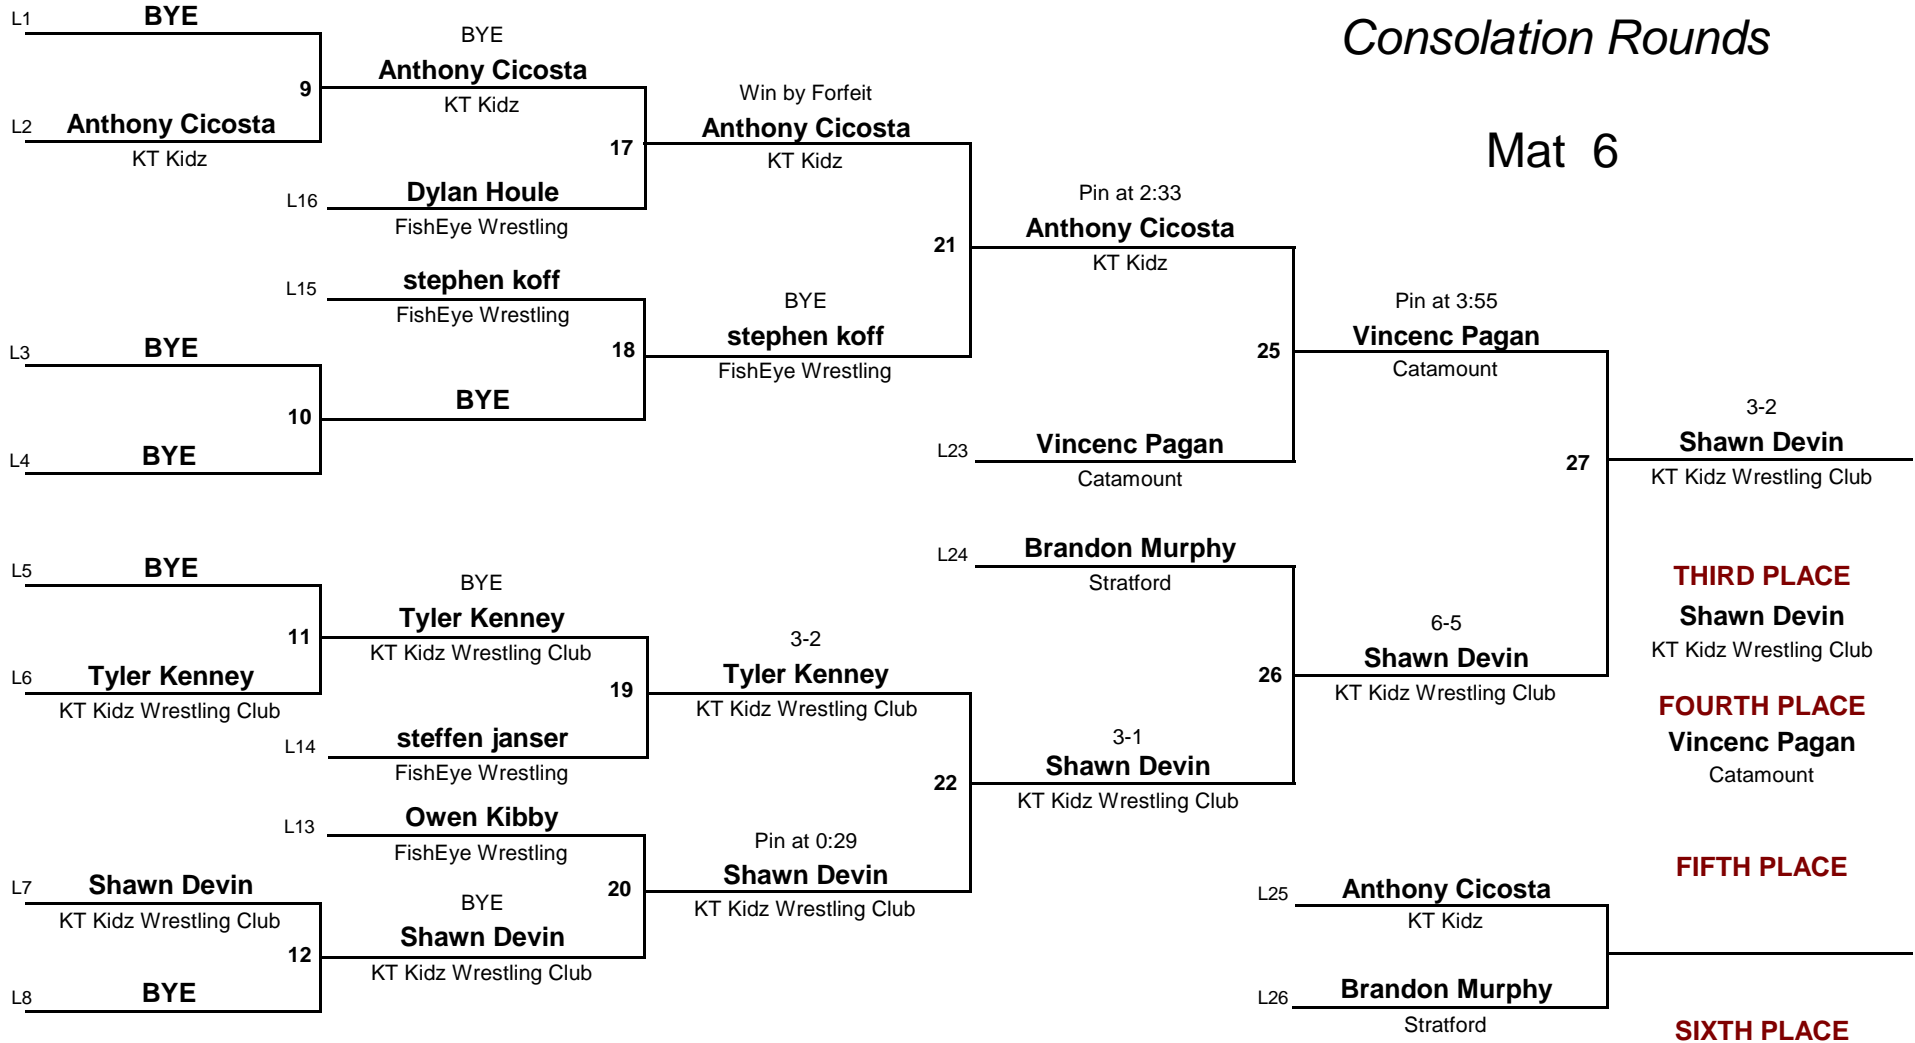 Consolation Rounds
Mat 6
L1 BYE
9
L2 Anthony Cicosta
KT Kidz
BYE
Anthony Cicosta
KT Kidz
17
L16 Dylan Houle
FishEye Wrestling
Win by Forfeit
Anthony Cicosta
KT Kidz
L15 stephen koff
FishEye Wrestling
18
L3 BYE
10
L4 BYE
BYE
BYE
stephen koff
FishEye Wrestling
21
Pin at 2:33
Anthony Cicosta
KT Kidz
25
L23 Vincenc Pagan
Catamount
Pin at 3:55
Vincenc Pagan
Catamount
27
3-2
Shawn Devin
KT Kidz Wrestling Club
L5 BYE
11
L6 Tyler Kenney
KT Kidz Wrestling Club
BYE
Tyler Kenney
KT Kidz Wrestling Club
19
L14 steffen janser
FishEye Wrestling
3-2
Tyler Kenney
KT Kidz Wrestling Club
22
L13 Owen Kibby
FishEye Wrestling
20
L7 Shawn Devin
KT Kidz Wrestling Club
12
L8 BYE
BYE
Shawn Devin
KT Kidz Wrestling Club
Pin at 0:29
Shawn Devin
KT Kidz Wrestling Club
L24 Brandon Murphy
Stratford
26
3-1
Shawn Devin
KT Kidz Wrestling Club
6-5
Shawn Devin
KT Kidz Wrestling Club
THIRD PLACE
Shawn Devin
KT Kidz Wrestling Club
FOURTH PLACE
Vincenc Pagan
Catamount
L25 Anthony Cicosta
KT Kidz
L26 Brandon Murphy
Stratford
FIFTH PLACE
SIXTH PLACE